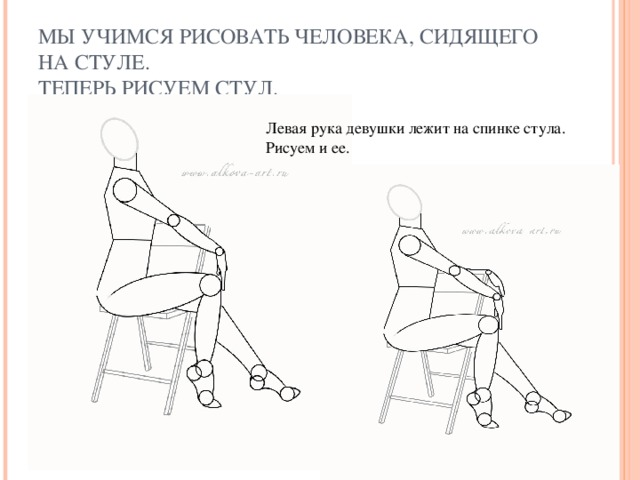 МЫ УЧИМСЯ РИСОВАТЬ ЧЕЛОВЕКА, СИДЯЩЕГО
НА СТУЛЕ.
ТЕПЕРЬ РИСУЕМ СТУЛ.
Левая рука девушки лежит на спинке стула.
Рисуем и ее.
www.alkova-art.ru
www.alkova-art.ru